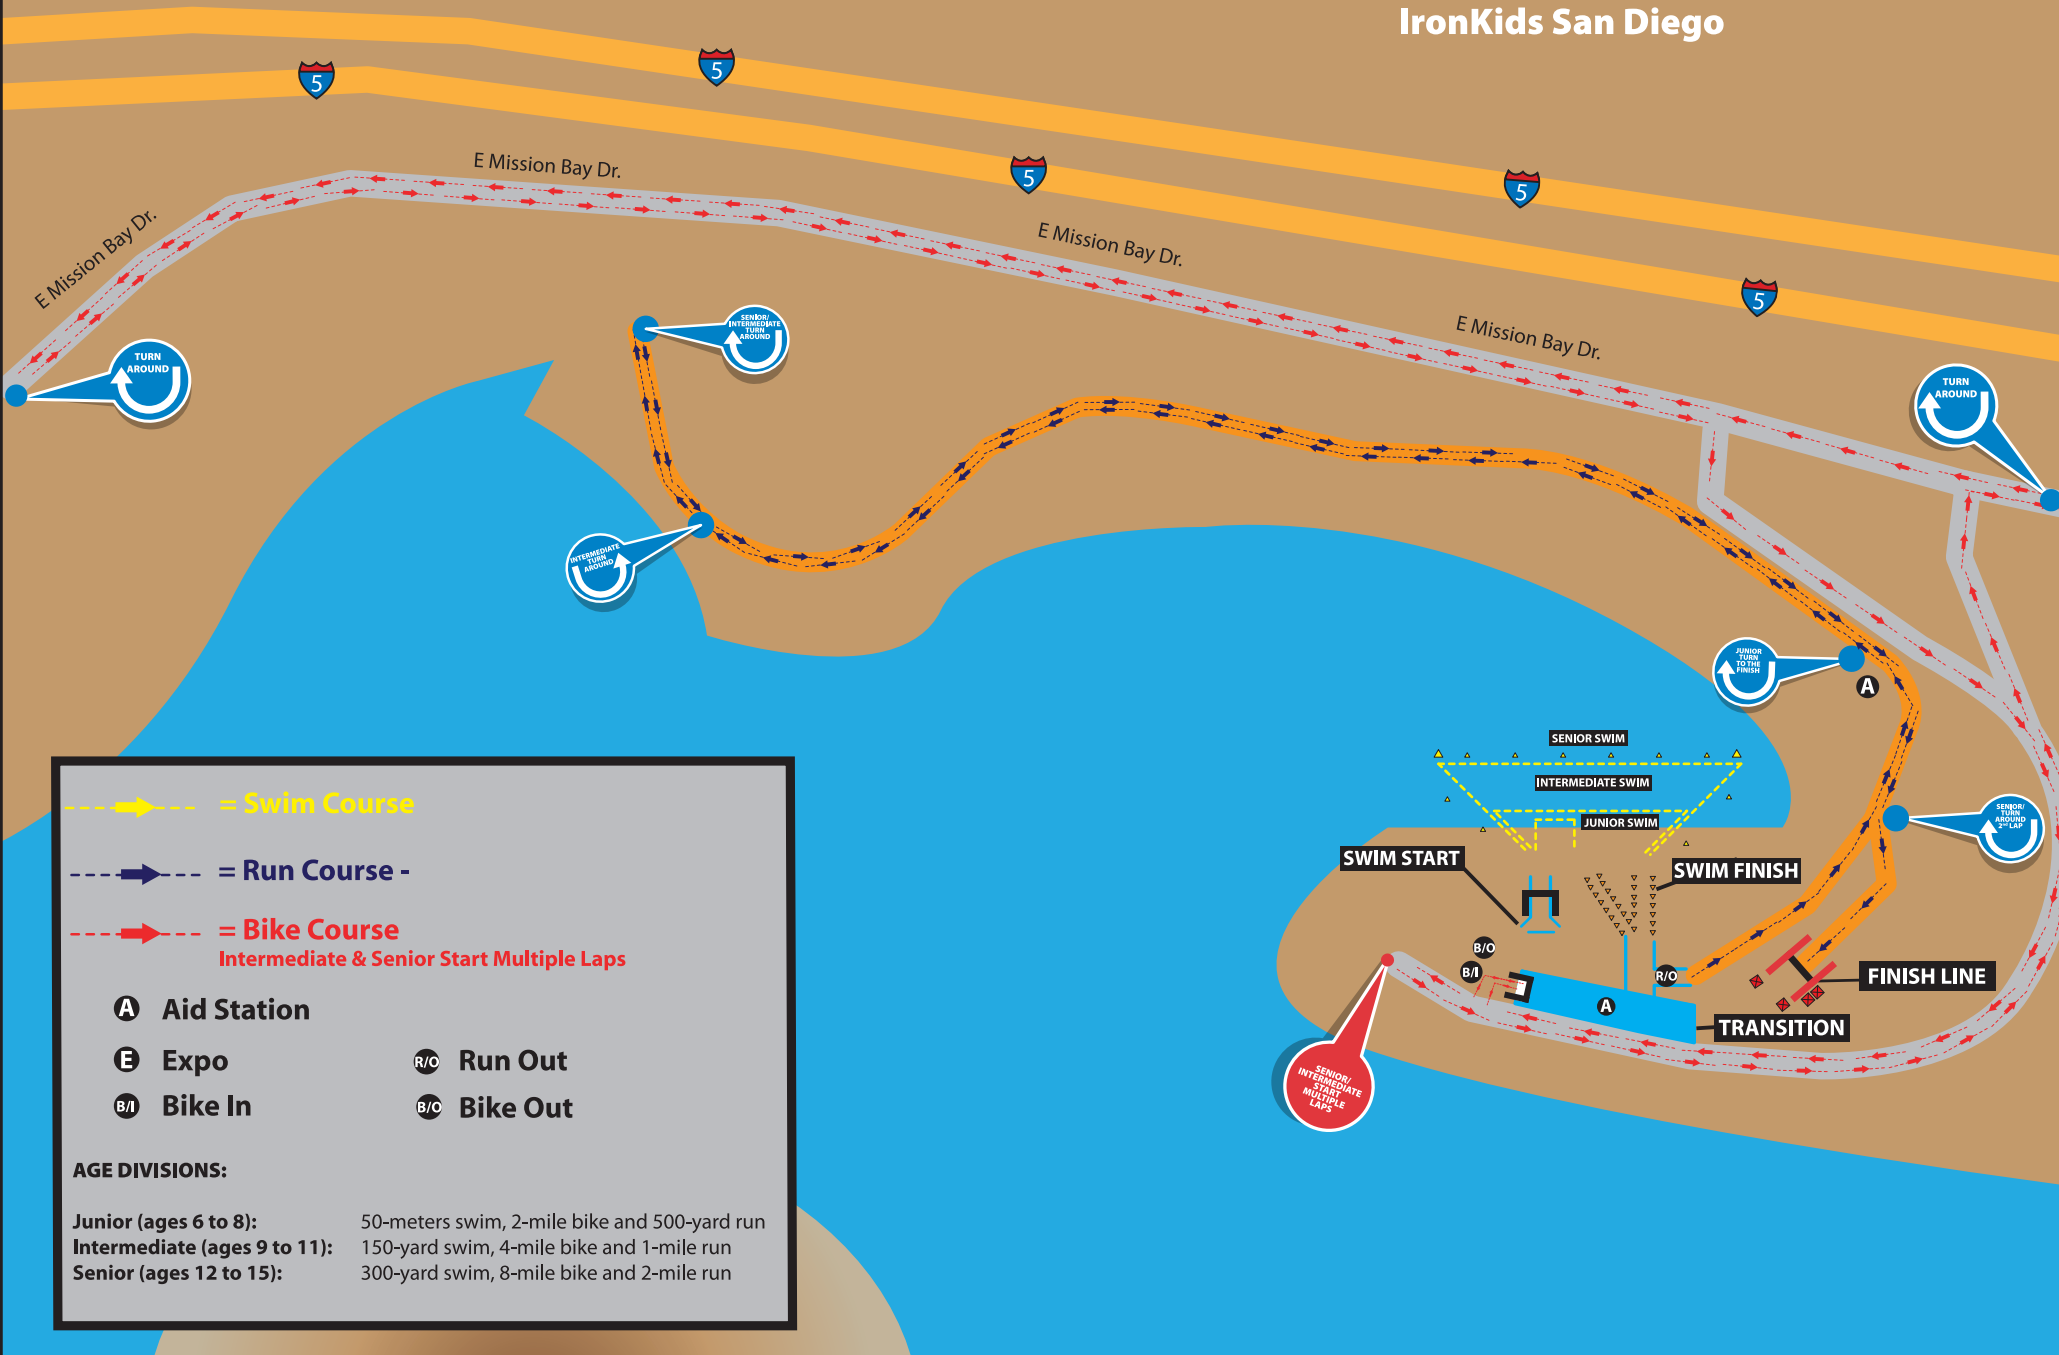 IronKids San Diego
5
5
5
5
5
E Mission Bay Dr.
E Mission Bay Dr.
E Mission Bay Dr.
E Mission Bay Dr.
TURN
AROUND
SENIOR/
INTERMEDIATE
TURN
AROUND
TURN
AROUND
INTERMEDIATE
TURN
AROUND
JUNIOR
TURN
TO THE
FINISH
A
SENIOR SWIM
INTERMEDIATE SWIM
JUNIOR SWIM
SENIOR/
TURN
AROUND
2ND LAP
SWIM START
SWIM FINISH
B/O
B/I
R/O
A
FINISH LINE
TRANSITION
SENIOR/
INTERMEDIATE
START
MULTIPLE
LAPS
= Swim Course
= Run Course -
= Bike Course
Intermediate & Senior Start Multiple Laps
A Aid Station
E Expo
R/O Run Out
B/I Bike In
B/O Bike Out
AGE DIVISIONS:
Junior (ages 6 to 8): 50-meters swim, 2-mile bike and 500-yard run
Intermediate (ages 9 to 11): 150-yard swim, 4-mile bike and 1-mile run
Senior (ages 12 to 15): 300-yard swim, 8-mile bike and 2-mile run